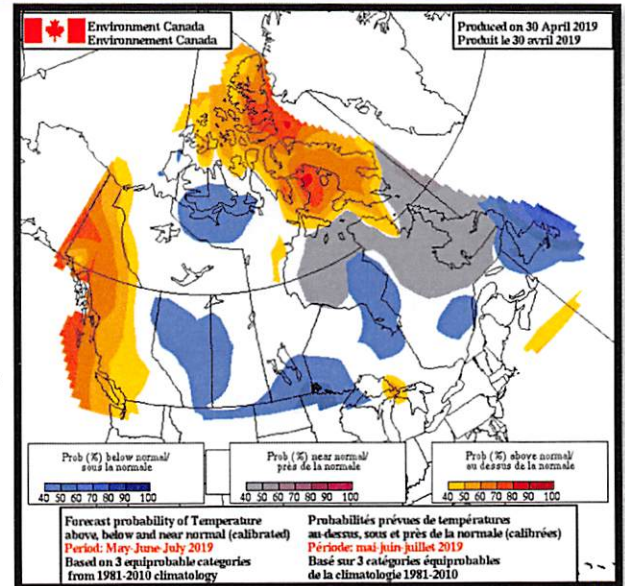 Environment Canada
Environnement Canada
Produced on 30 April 2019
Produit le 30 avril 2019
Prob (%) below normal/
sous la normale
40 50 60 70 80 90 100
Prob (%) near normal/
près de la normale
40 50 60 70 80 90 100
Prob (%) above normal/
au dessus de la normale
40 50 60 70 80 90 100
Forecast probability of Temperature
above, below and near normal (calibrated)
Period: May-June-July 2019
Based on 3 equiprobable categories
from 1981-2010 climatology
Probabilités prévues de températures
au-dessus, sous et près de la normale (calibrées)
Période: mai-juin-juillet 2019
Basé sur 3 catégories équiprobables
de la climatologie 1981-2010